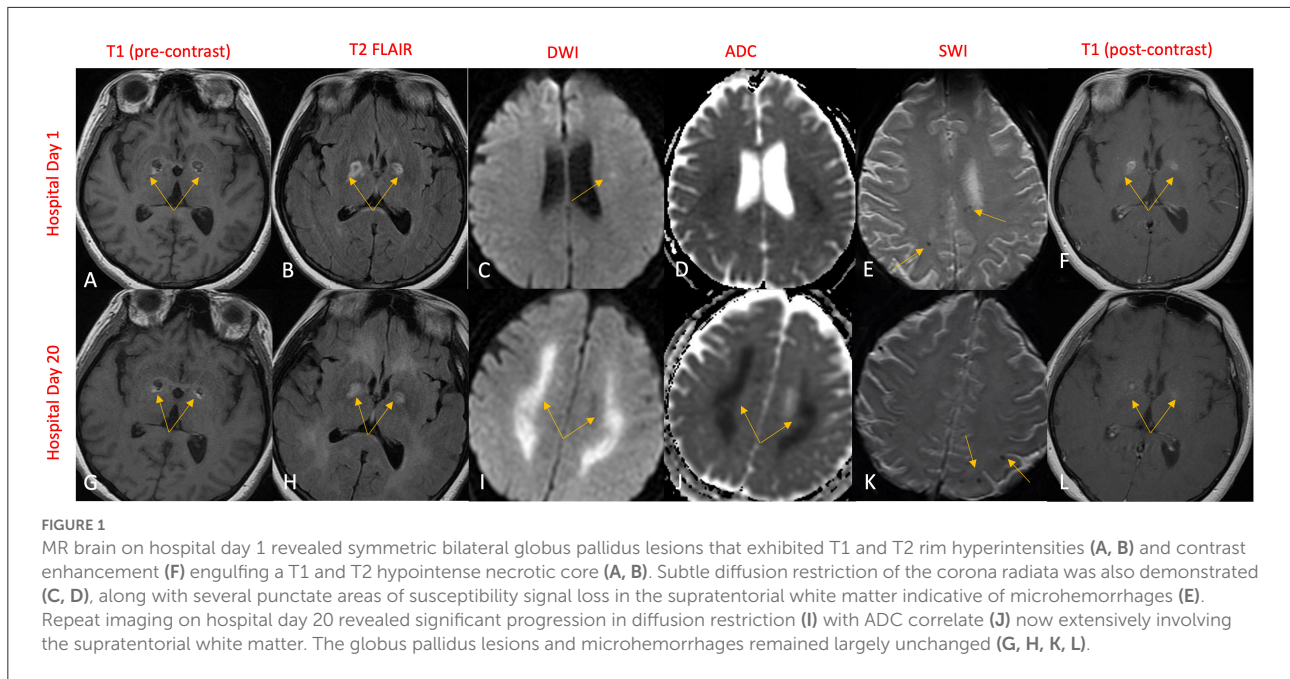 T1 (pre-contrast) T2 FLAIR DWI ADC SWI T1 (post-contrast)
Hospital Day 1
A B C D E F
Hospital Day 20
G H I J K L
FIGURE 1
MR brain on hospital day 1 revealed symmetric bilateral globus pallidus lesions that exhibited T1 and T2 rim hyperintensities (A, B) and contrast
enhancement (F) engulfing a T1 and T2 hypointense necrotic core (A, B). Subtle diffusion restriction of the corona radiata was also demonstrated
(C, D), along with several punctate areas of susceptibility signal loss in the supratentorial white matter indicative of microhemorrhages (E).
Repeat imaging on hospital day 20 revealed significant progression in diffusion restriction (I) with ADC correlate (J) now extensively involving
the supratentorial white matter. The globus pallidus lesions and microhemorrhages remained largely unchanged (G, H, K, L).